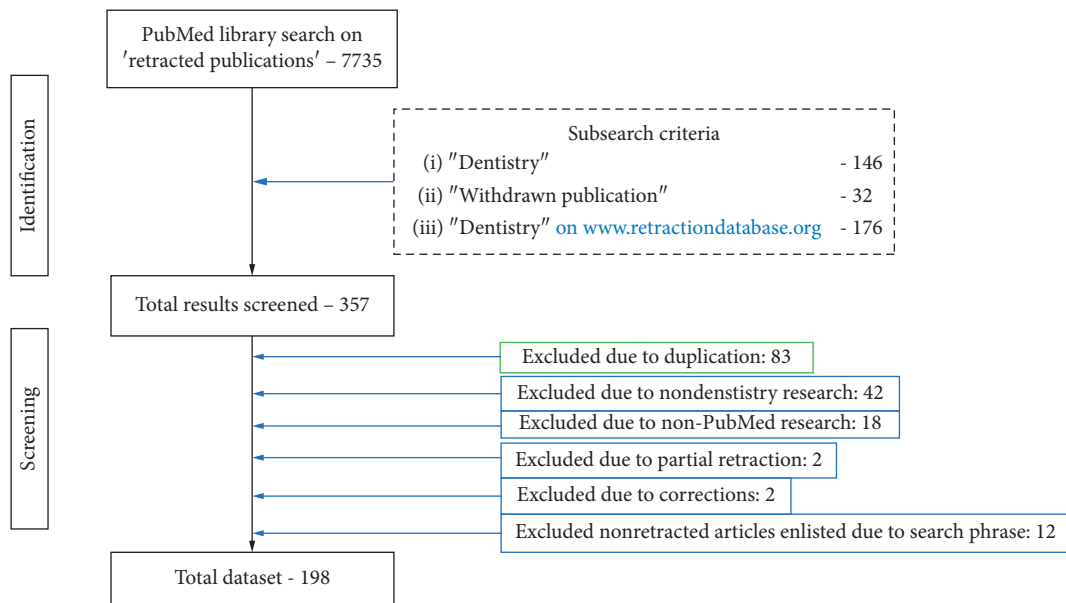 PubMed library search on
'retracted publications' – 7735
Identification
Subsearch criteria
(i) "Dentistry" - 146
(ii) "Withdrawn publication" - 32
(iii) "Dentistry" on www.retractiondatabase.org - 176
Total results screened – 357
Screening
Excluded due to duplication: 83
Excluded due to nondenstistry research: 42
Excluded due to non-PubMed research: 18
Excluded due to partial retraction: 2
Excluded due to corrections: 2
Excluded nonretracted articles enlisted due to search phrase: 12
Total dataset - 198